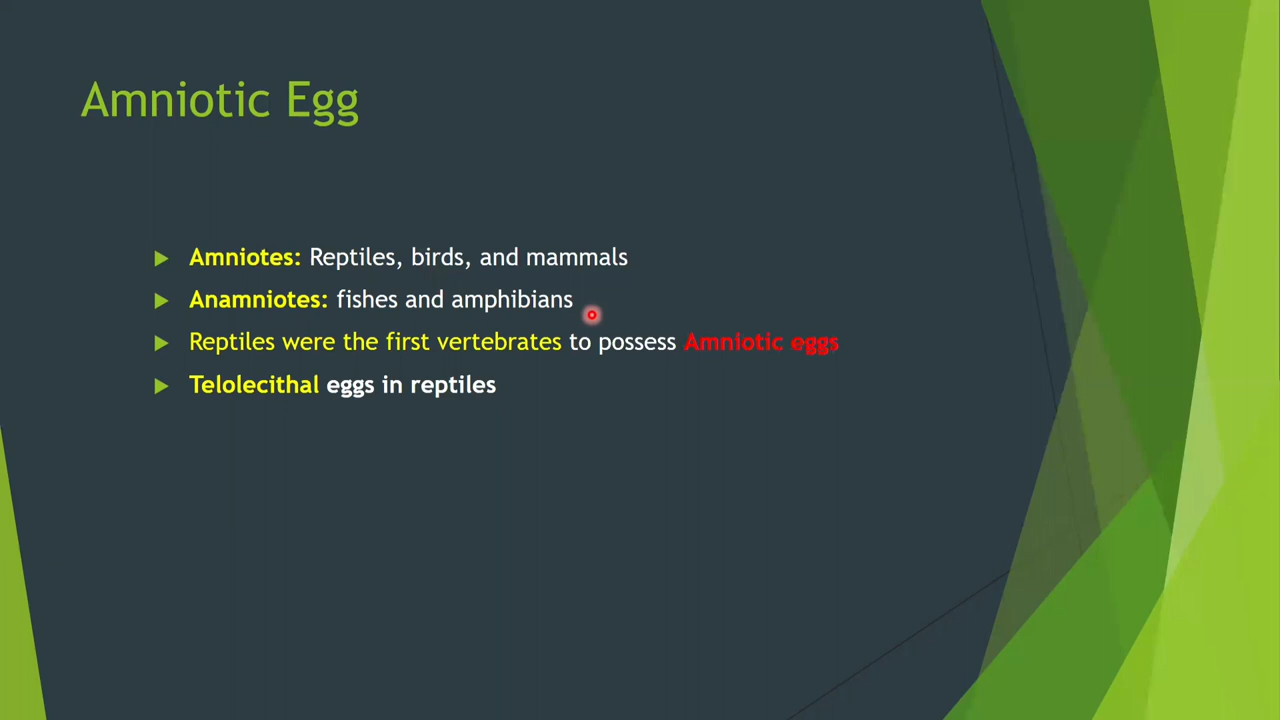 Amniotic Egg
Amniotes: Reptiles, birds, and mammals
Anamniotes: fishes and amphibians
Reptiles were the first vertebrates to possess Amniotic eggs
Telolecithal eggs in reptiles